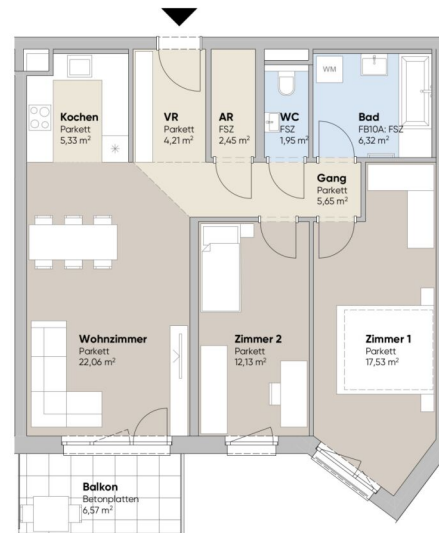 Kochen
Parkett
5,33 m²
VR
Parkett
4,21 m²
AR
FSZ
2,45 m²
WC
FSZ
1,95 m²
WM
Bad
FB10A: FSZ
6,32 m²
Gang
Parkett
5,65 m²
Wohnzimmer
Parkett
22,06 m²
Zimmer 2
Parkett
12,13 m²
Zimmer 1
Parkett
17,53 m²
Balkon
Betonplatten
6,57 m²